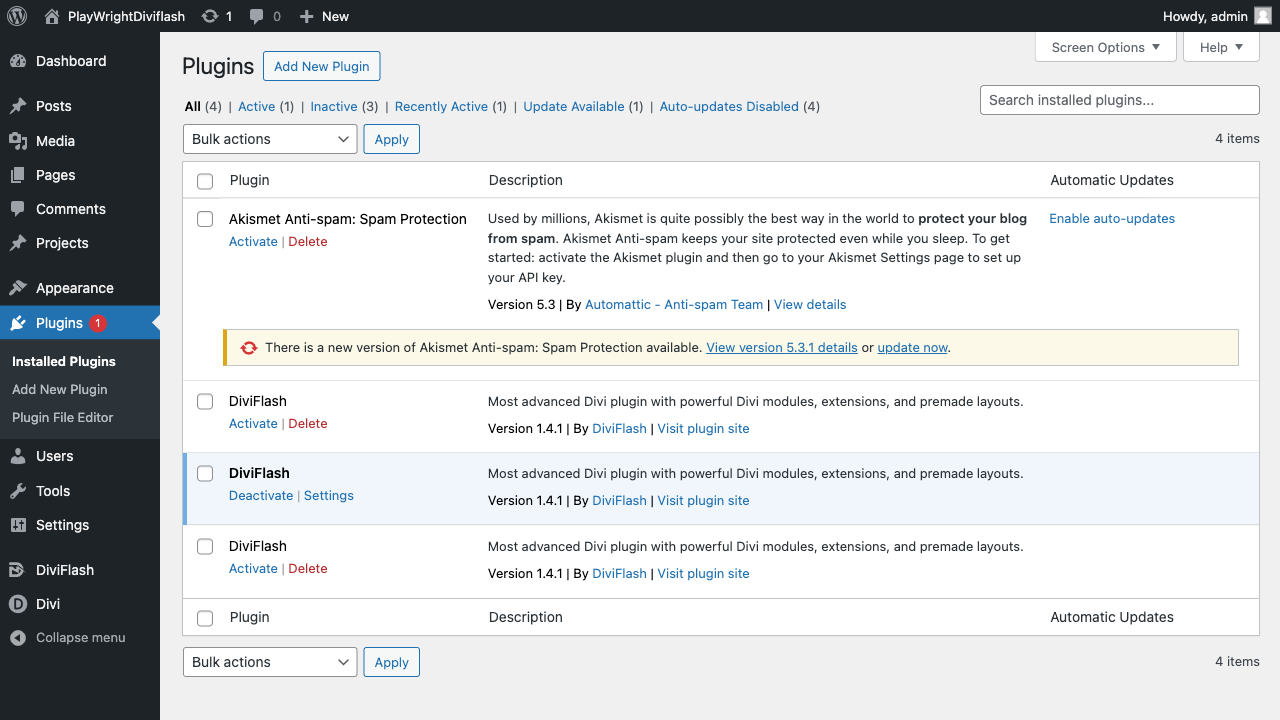 PlayWrightDiviflash 1 0 New Howdy, admin
Dashboard
Posts
Media
Pages
Comments
Projects
Appearance
Plugins 1
Installed Plugins
Add New Plugin
Plugin File Editor
Users
Tools
Settings
DiviFlash
Divi
Collapse menu
Screen Options Help
Plugins Add New Plugin
All (4) | Active (1) | Inactive (3) | Recently Active (1) | Update Available (1) | Auto-updates Disabled (4)
Search installed plugins...
Bulk actions Apply 4 items
Plugin Description Automatic Updates
Akismet Anti-spam: Spam Protection
Activate | Delete
Used by millions, Akismet is quite possibly the best way in the world to protect your blog
from spam. Akismet Anti-spam keeps your site protected even while you sleep. To get
started: activate the Akismet plugin and then go to your Akismet Settings page to set up
your API key.
Version 5.3 | By Automattic - Anti-spam Team | View details
Enable auto-updates
There is a new version of Akismet Anti-spam: Spam Protection available. View version 5.3.1 details or update now.
DiviFlash
Activate | Delete
Most advanced Divi plugin with powerful Divi modules, extensions, and premade layouts.
Version 1.4.1 | By DiviFlash | Visit plugin site
DiviFlash
Deactivate | Settings
Most advanced Divi plugin with powerful Divi modules, extensions, and premade layouts.
Version 1.4.1 | By DiviFlash | Visit plugin site
DiviFlash
Activate | Delete
Most advanced Divi plugin with powerful Divi modules, extensions, and premade layouts.
Version 1.4.1 | By DiviFlash | Visit plugin site
Plugin Description Automatic Updates
Bulk actions Apply 4 items